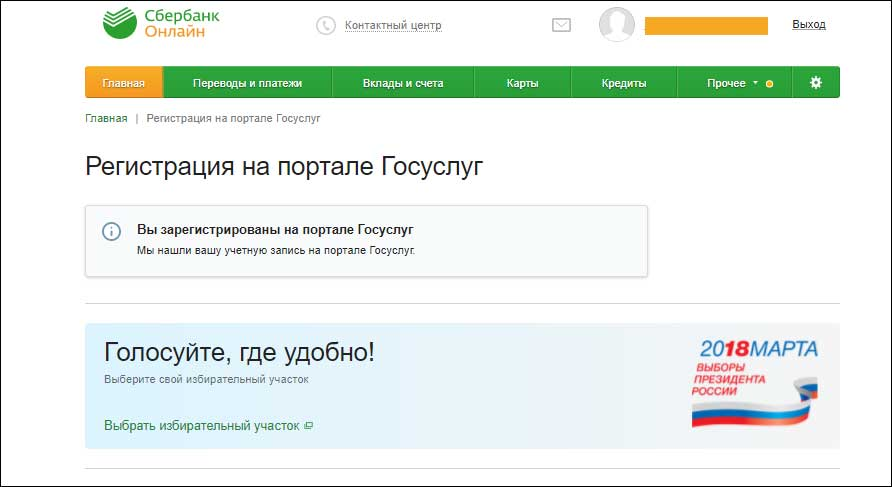 Сбербанк
Онлайн
Контактный центр
Выход
Главная Переводы и платежи Вклады и счета Карты Кредиты Прочее
Главная | Регистрация на портале Госуслуг
Регистрация на портале Госуслуг
Вы зарегистрированы на портале Госуслуг
Мы нашли вашу учетную запись на портале Госуслуг.
Голосуйте, где удобно!
Выберите свой избирательный участок
Выбрать избирательный участок
2018МАРТА
ВЫБОРЫ
ПРЕЗИДЕНТА
РОССИИ